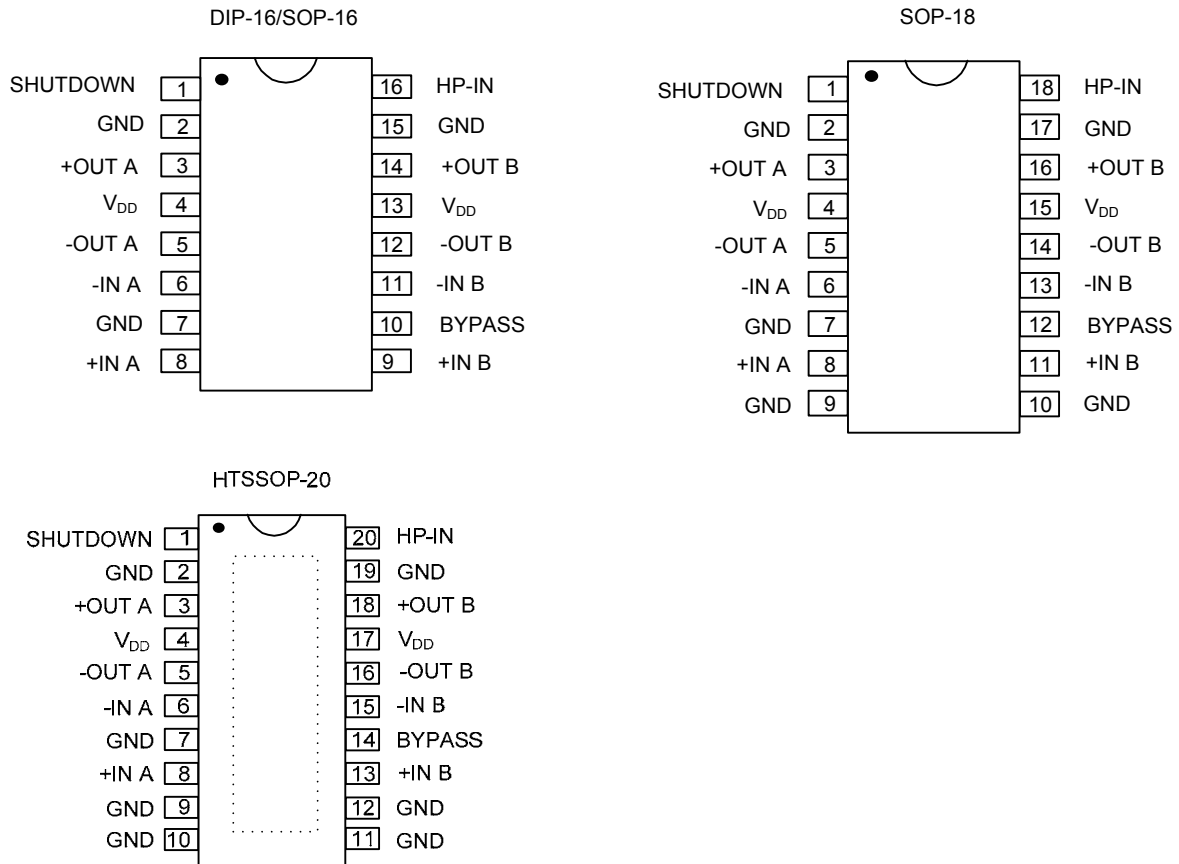 DIP-16/SOP-16
SHUTDOWN 1 16 HP-IN
GND 2 15 GND
+OUT A 3 14 +OUT B
VDD 4 13 VDD
-OUT A 5 12 -OUT B
-IN A 6 11 -IN B
GND 7 10 BYPASS
+IN A 8 9 +IN B
SOP-18
SHUTDOWN 1 18 HP-IN
GND 2 17 GND
+OUT A 3 16 +OUT B
VDD 4 15 VDD
-OUT A 5 14 -OUT B
-IN A 6 13 -IN B
GND 7 12 BYPASS
+IN A 8 11 +IN B
GND 9 10 GND
HTSSOP-20
SHUTDOWN 1 20 HP-IN
GND 2 19 GND
+OUT A 3 18 +OUT B
VDD 4 17 VDD
-OUT A 5 16 -OUT B
-IN A 6 15 -IN B
GND 7 14 BYPASS
+IN A 8 13 +IN B
GND 9 12 GND
GND 10 11 GND